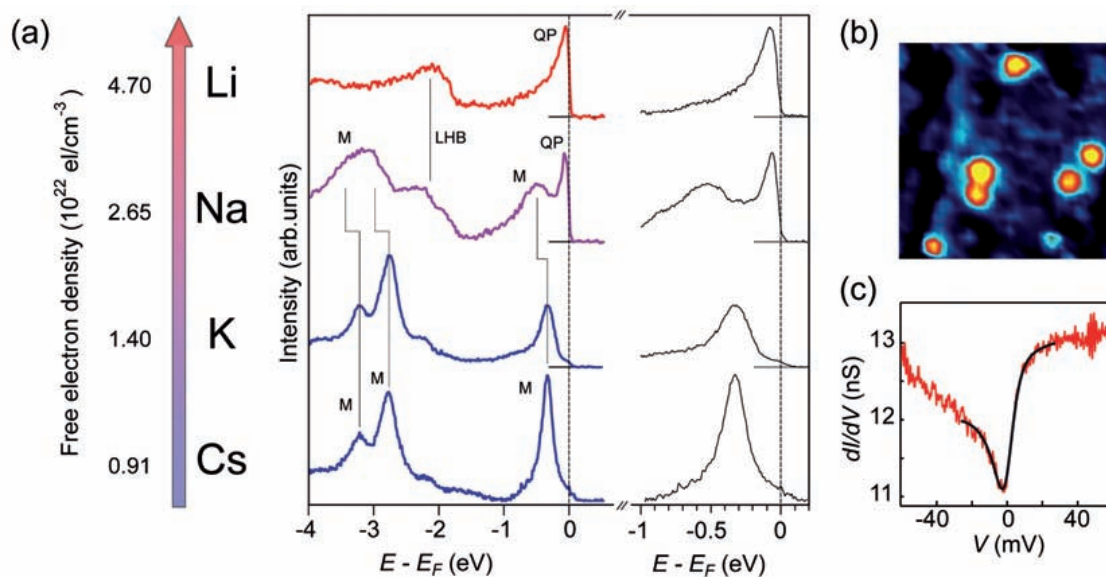 (a)
Free electron density (10²² el/cm⁻³)
4.70
Li
2.65
Na
1.40
K
0.91
Cs
Intensity (arb.units)
QP
LHB
M
M
QP
M
M
M
-4 -3 -2 -1 0
E - E_F (eV)
-1 -0.5 0
E - E_F (eV)
(b)
(c)
13
12
11
dI/dV (nS)
-40 0 40
V (mV)